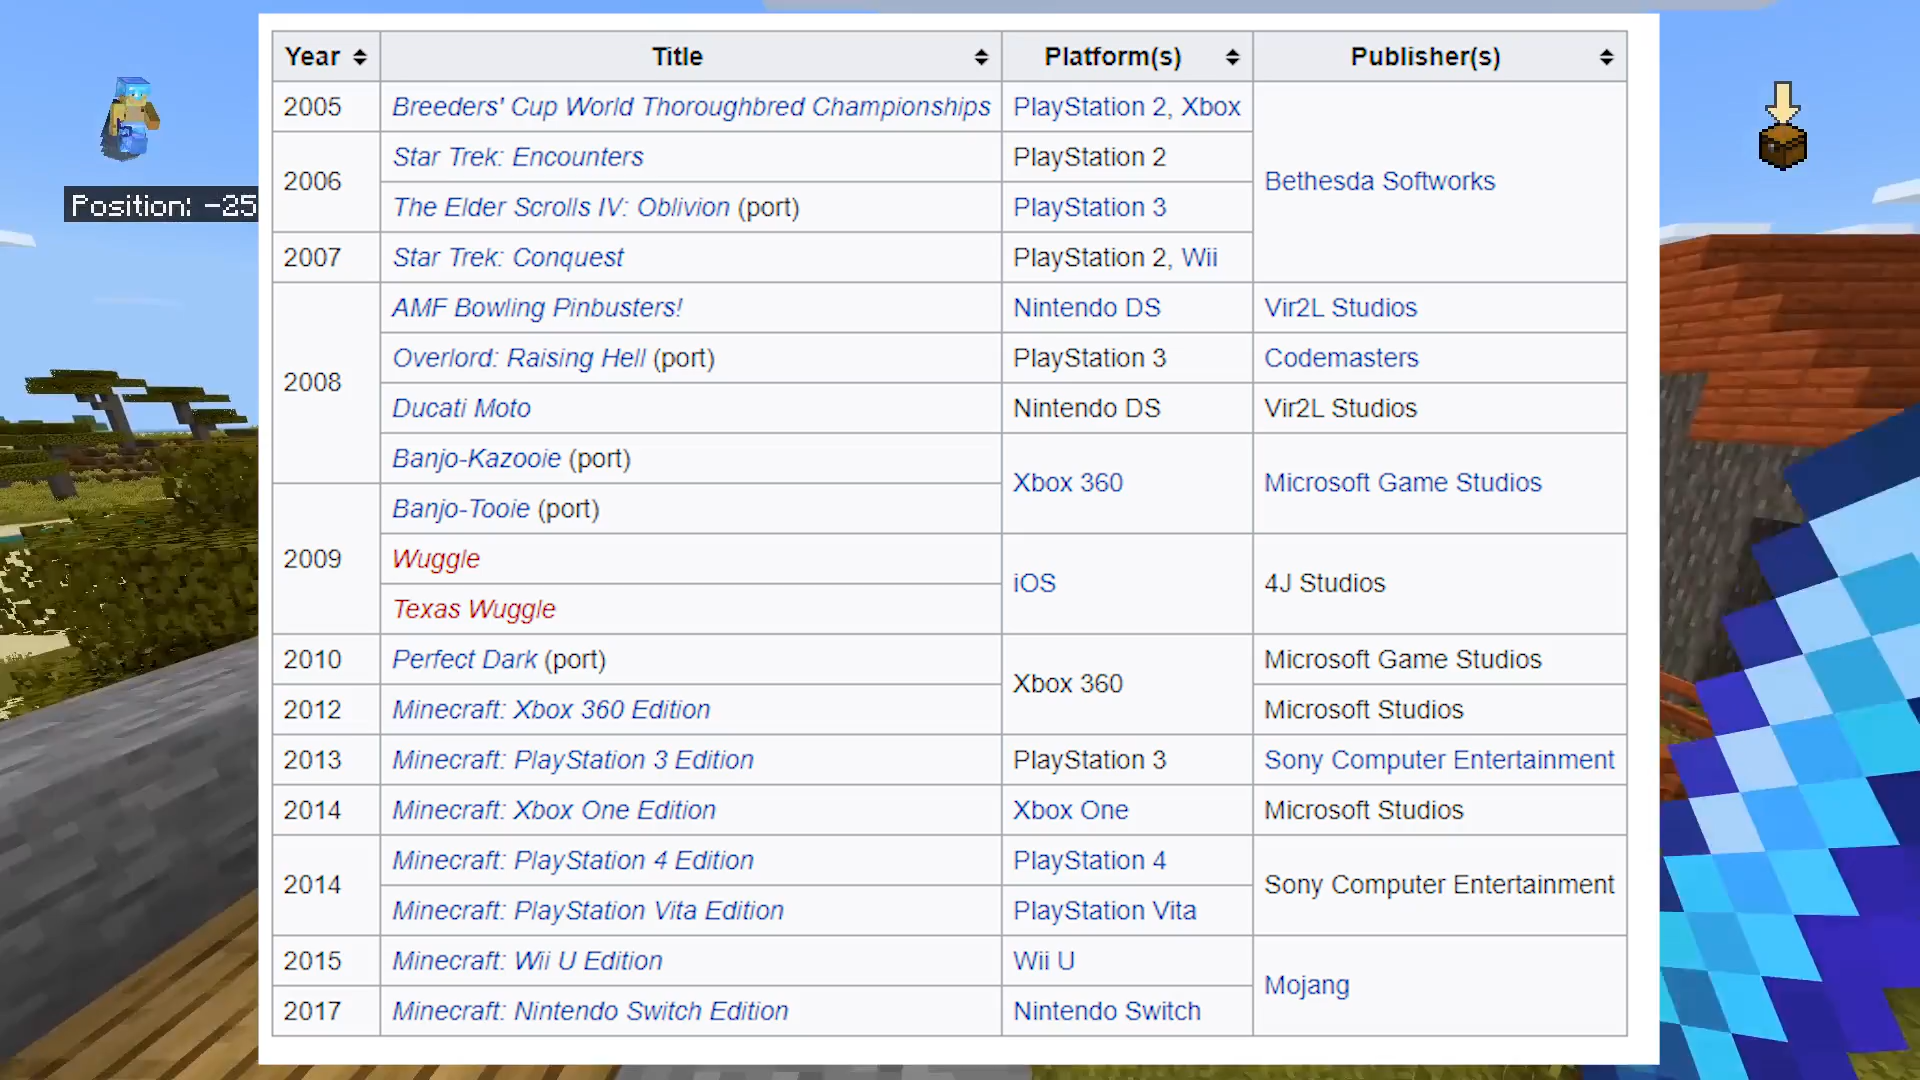 Year Title Platform(s) Publisher(s)
2005 Breeders' Cup World Thoroughbred Championships PlayStation 2, Xbox Bethesda Softworks
2006 Star Trek: Encounters PlayStation 2
The Elder Scrolls IV: Oblivion (port) PlayStation 3
2007 Star Trek: Conquest PlayStation 2, Wii
2008 AMF Bowling Pinbusters! Nintendo DS Vir2L Studios
Overlord: Raising Hell (port) PlayStation 3 Codemasters
Ducati Moto Nintendo DS Vir2L Studios
Banjo-Kazooie (port) Xbox 360 Microsoft Game Studios
2009 Banjo-Tooie (port)
Wuggle iOS 4J Studios
Texas Wuggle
2010 Perfect Dark (port) Xbox 360 Microsoft Game Studios
2012 Minecraft: Xbox 360 Edition Microsoft Studios
2013 Minecraft: PlayStation 3 Edition PlayStation 3 Sony Computer Entertainment
2014 Minecraft: Xbox One Edition Xbox One Microsoft Studios
2014 Minecraft: PlayStation 4 Edition PlayStation 4 Sony Computer Entertainment
Minecraft: PlayStation Vita Edition PlayStation Vita
2015 Minecraft: Wii U Edition Wii U Mojang
2017 Minecraft: Nintendo Switch Edition Nintendo Switch
Position: -25